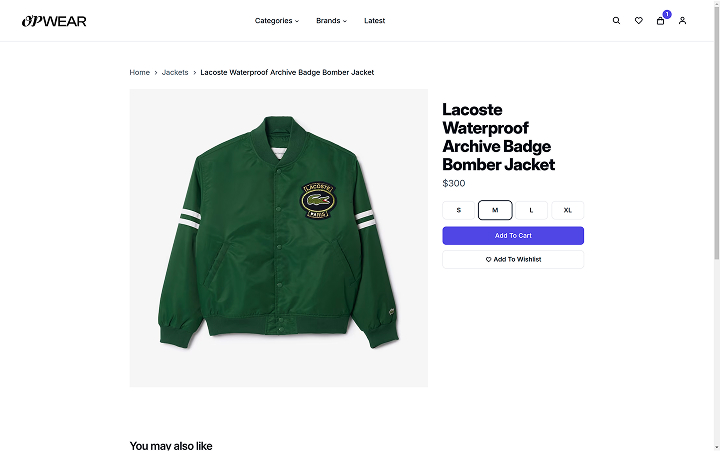 OPWEAR
Categories
Brands
Latest
1
Home > Jackets > Lacoste Waterproof Archive Badge Bomber Jacket
LACOSTE
PARIS
Lacoste
Waterproof
Archive Badge
Bomber Jacket
$300
S
M
L
XL
Add To Cart
Add To Wishlist
You may also like